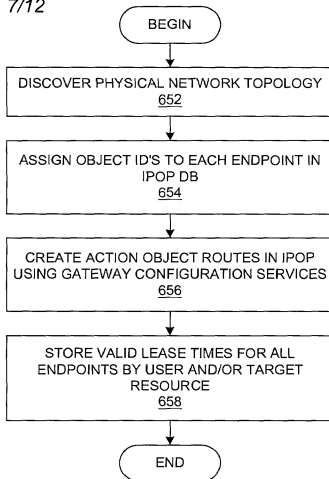 7/12
BEGIN
DISCOVER PHYSICAL NETWORK TOPOLOGY
652
ASSIGN OBJECT ID'S TO EACH ENDPOINT IN
IPOP DB
654
CREATE ACTION OBJECT ROUTES IN IPOP
USING GATEWAY CONFIGURATION SERVICES
656
STORE VALID LEASE TIMES FOR ALL
ENDPOINTS BY USER AND/OR TARGET
RESOURCE
658
END